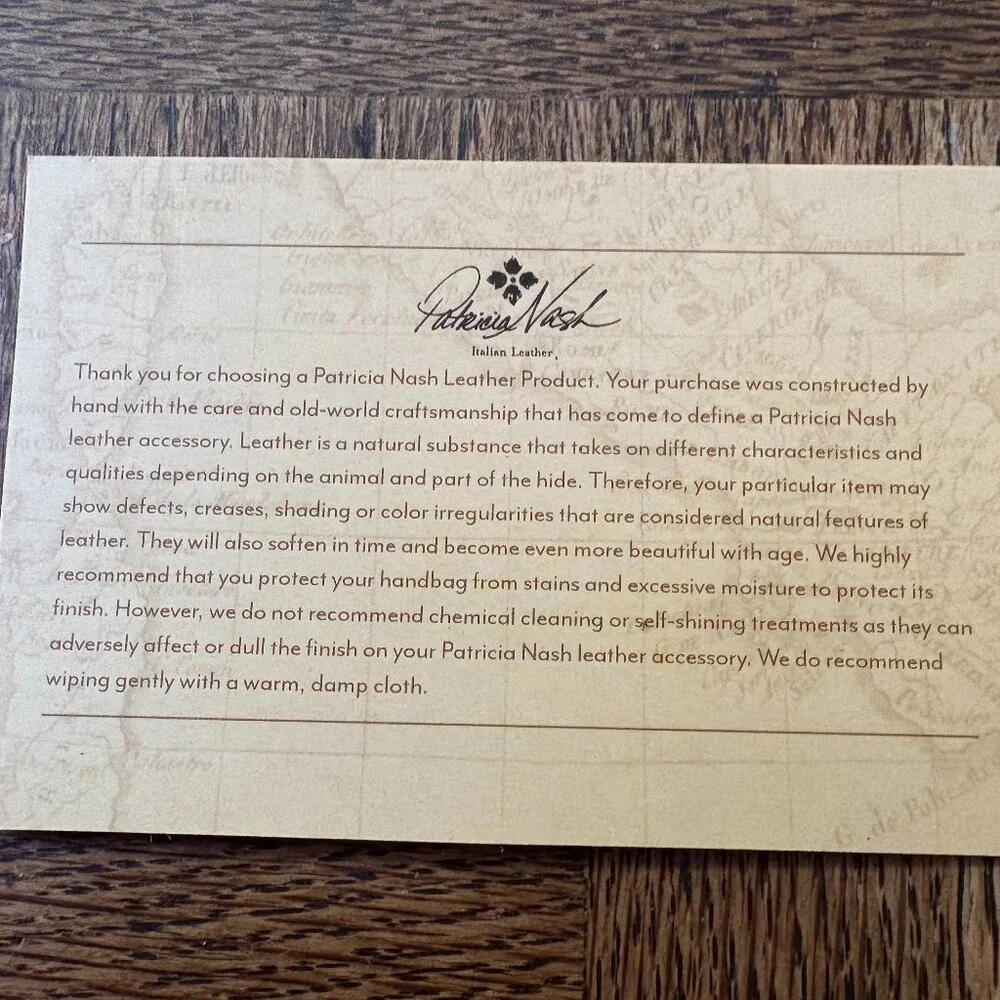 Patricia Nash
Italian Leather
Thank you for choosing a Patricia Nash Leather Product. Your purchase was constructed by
hand with the care and old-world craftsmanship that has come to define a Patricia Nash
leather accessory. Leather is a natural substance that takes on different characteristics and
qualities depending on the animal and part of the hide. Therefore, your particular item may
show defects, creases, shading or color irregularities that are considered natural features of
leather. They will also soften in time and become even more beautiful with age. We highly
recommend that you protect your handbag from stains and excessive moisture to protect its
finish. However, we do not recommend chemical cleaning or self-shining treatments as they can
adversely affect or dull the finish on your Patricia Nash leather accessory. We do recommend
wiping gently with a warm, damp cloth.